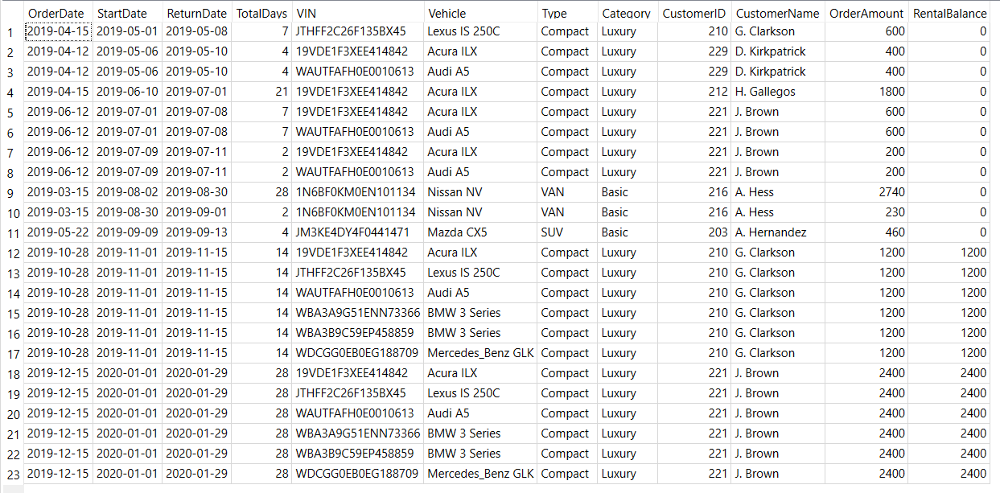 OrderDate StartDate ReturnDate TotalDays VIN Vehicle Type Category CustomerID CustomerName OrderAmount RentalBalance
1 2019-04-15 2019-05-01 2019-05-08 7 JTHFF2C26F135BX45 Lexus IS 250C Compact Luxury 210 G. Clarkson 600 0
2 2019-04-12 2019-05-06 2019-05-10 4 19VDE1F3XEE414842 Acura ILX Compact Luxury 229 D. Kirkpatrick 400 0
3 2019-04-12 2019-05-06 2019-05-10 4 WAUTFAFH0E0010613 Audi A5 Compact Luxury 229 D. Kirkpatrick 400 0
4 2019-04-15 2019-06-10 2019-07-01 21 19VDE1F3XEE414842 Acura ILX Compact Luxury 212 H. Gallegos 1800 0
5 2019-06-12 2019-07-01 2019-07-08 7 19VDE1F3XEE414842 Acura ILX Compact Luxury 221 J. Brown 600 0
6 2019-06-12 2019-07-01 2019-07-08 7 WAUTFAFH0E0010613 Audi A5 Compact Luxury 221 J. Brown 600 0
7 2019-06-12 2019-07-09 2019-07-11 2 19VDE1F3XEE414842 Acura ILX Compact Luxury 221 J. Brown 200 0
8 2019-06-12 2019-07-09 2019-07-11 2 WAUTFAFH0E0010613 Audi A5 Compact Luxury 221 J. Brown 200 0
9 2019-03-15 2019-08-02 2019-08-30 28 1N6BF0KM0EN101134 Nissan NV VAN Basic 216 A. Hess 2740 0
10 2019-03-15 2019-08-30 2019-09-01 2 1N6BF0KM0EN101134 Nissan NV VAN Basic 216 A. Hess 230 0
11 2019-05-22 2019-09-09 2019-09-13 4 JM3KE4DY4F0441471 Mazda CX5 SUV Basic 203 A. Hernandez 460 0
12 2019-10-28 2019-11-01 2019-11-15 14 19VDE1F3XEE414842 Acura ILX Compact Luxury 210 G. Clarkson 1200 1200
13 2019-10-28 2019-11-01 2019-11-15 14 JTHFF2C26F135BX45 Lexus IS 250C Compact Luxury 210 G. Clarkson 1200 1200
14 2019-10-28 2019-11-01 2019-11-15 14 WAUTFAFH0E0010613 Audi A5 Compact Luxury 210 G. Clarkson 1200 1200
15 2019-10-28 2019-11-01 2019-11-15 14 WBA3A9G51ENN73366 BMW 3 Series Compact Luxury 210 G. Clarkson 1200 1200
16 2019-10-28 2019-11-01 2019-11-15 14 WBA3B9C59EP458859 BMW 3 Series Compact Luxury 210 G. Clarkson 1200 1200
17 2019-10-28 2019-11-01 2019-11-15 14 WDCGG0EB0EG188709 Mercedes_Benz GLK Compact Luxury 210 G. Clarkson 1200 1200
18 2019-12-15 2020-01-01 2020-01-29 28 19VDE1F3XEE414842 Acura ILX Compact Luxury 221 J. Brown 2400 2400
19 2019-12-15 2020-01-01 2020-01-29 28 JTHFF2C26F135BX45 Lexus IS 250C Compact Luxury 221 J. Brown 2400 2400
20 2019-12-15 2020-01-01 2020-01-29 28 WAUTFAFH0E0010613 Audi A5 Compact Luxury 221 J. Brown 2400 2400
21 2019-12-15 2020-01-01 2020-01-29 28 WBA3A9G51ENN73366 BMW 3 Series Compact Luxury 221 J. Brown 2400 2400
22 2019-12-15 2020-01-01 2020-01-29 28 WBA3B9C59EP458859 BMW 3 Series Compact Luxury 221 J. Brown 2400 2400
23 2019-12-15 2020-01-01 2020-01-29 28 WDCGG0EB0EG188709 Mercedes_Benz GLK Compact Luxury 221 J. Brown 2400 2400